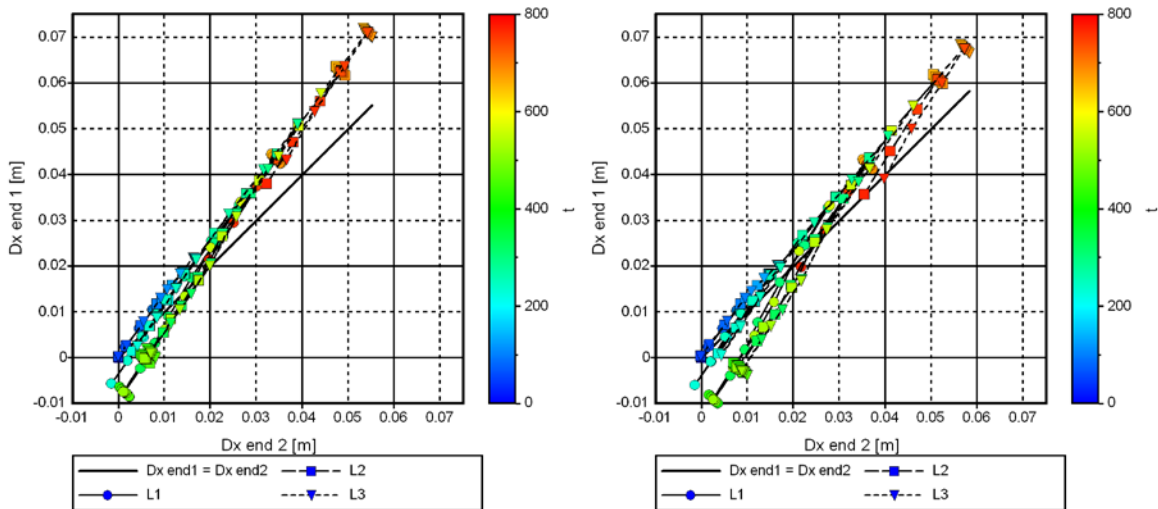 0.07
0.06
0.05
0.04
0.03
0.02
0.01
0
-0.01
Dx end 1 [m]
-0.01 0 0.01 0.02 0.03 0.04 0.05 0.06 0.07
Dx end 2 [m]
800
600
400
200
0
t
Dx end1 = Dx end2 L2
L1 L3
0.07
0.06
0.05
0.04
0.03
0.02
0.01
0
-0.01
Dx end 1 [m]
-0.01 0 0.01 0.02 0.03 0.04 0.05 0.06 0.07
Dx end 2 [m]
800
600
400
200
0
t
Dx end1 = Dx end2 L2
L1 L3